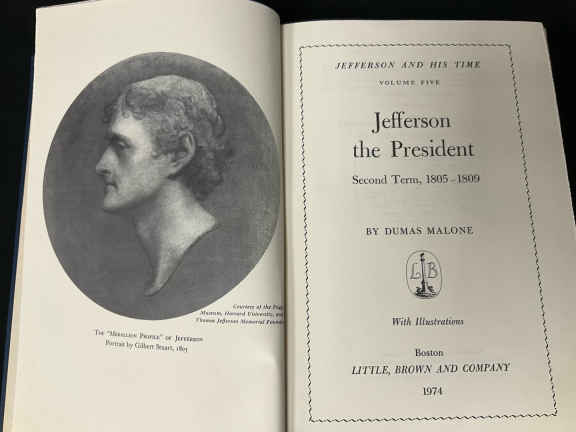 Courtesy of the Fogg
Museum, Harvard University, and
Thomas Jefferson Memorial Foundation
The "Medallion Profile" of Jefferson
Portrait by Gilbert Stuart, 1805
JEFFERSON AND HIS TIME
VOLUME FIVE
Jefferson
the President
Second Term, 1805–1809
BY DUMAS MALONE
L B
With Illustrations
Boston
LITTLE, BROWN AND COMPANY
1974